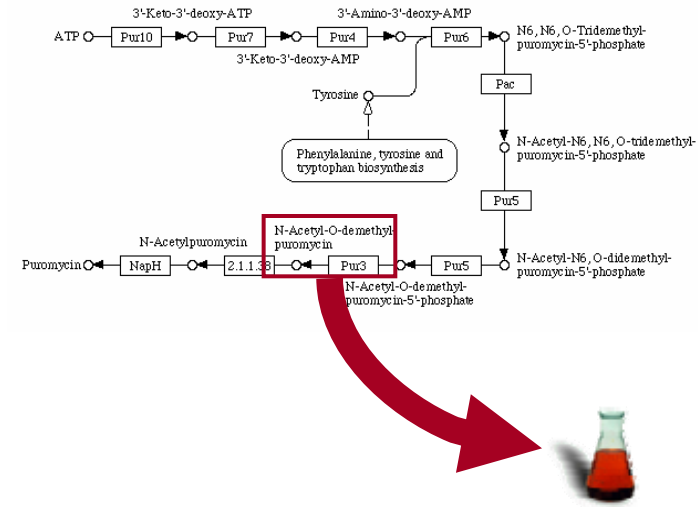 3'-Keto-3'-deoxy-ATP
3'-Amino-3'-deoxy-AMP
ATP
Pur10
Pur7
Pur4
Pur6
N6, N6, O-Tridemethyl-
puromycin-5'-phosphate
3'-Keto-3'-deoxy-AMP
Pac
Tyrosine
Phenylalanine, tyrosine and
tryptophan biosynthesis
N-Acetyl-N6, N6, O-tridemethyl-
puromycin-5'-phosphate
Pur5
N-Acetylpuromycin
N-Acetyl-O-demethyl-
puromycin
Puromycin
NapH
2.1.1.38
Pur3
Pur5
N-Acetyl-N6, O-didemethyl-
puromycin-5'-phosphate
N-Acetyl-O-demethyl-
puromycin-5'-phosphate